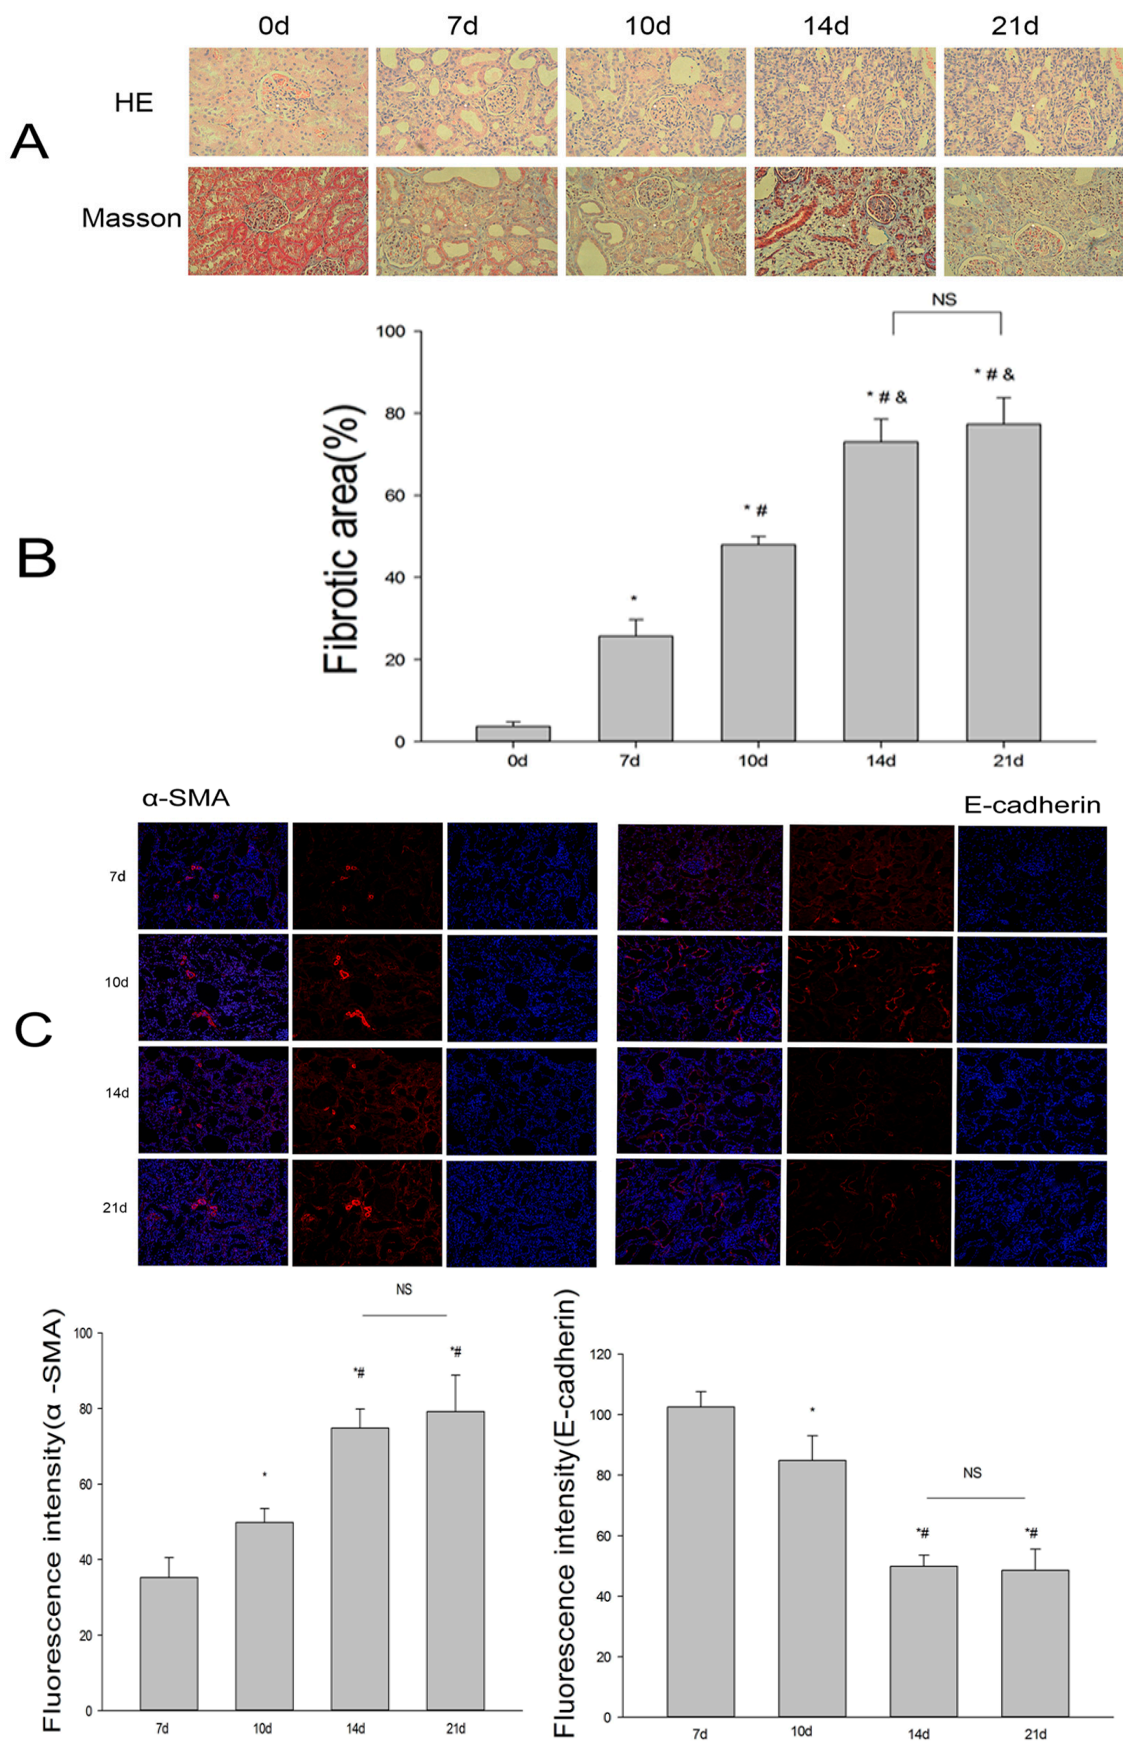 0d 7d 10d 14d 21d
HE
A
Masson
NS
100
* # &
* # &
80
Fibrotic area(%)
60
* #
B
40
*
20
0
0d 7d 10d 14d 21d
α-SMA E-cadherin
7d
10d
C
14d
21d
NS
Fluorescence intensity(α -SMA)
100
*#
*#
80
*
60
40
20
0
7d 10d 14d 21d
Fluorescence intensity(E-cadherin)
120
100
*
80
NS
60
*# *#
40
20
0
7d 10d 14d 21d